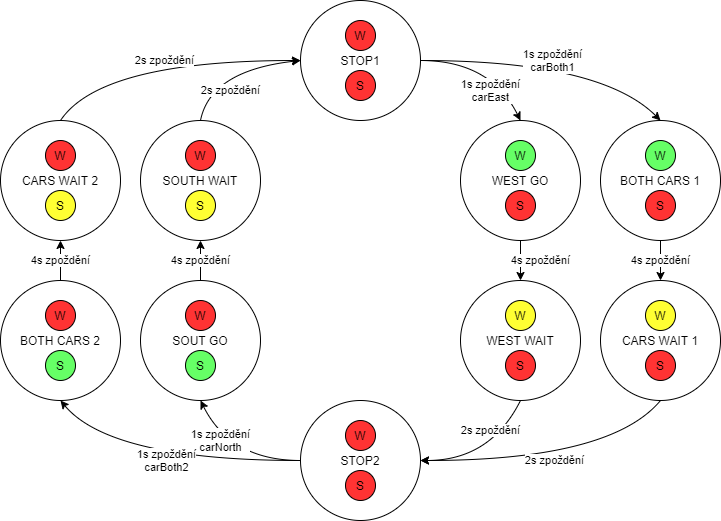 W
STOP1
S
2s zpoždění
2s zpoždění
1s zpoždění
carEast
1s zpoždění
carBoth1
W
CARS WAIT 2
S
W
SOUTH WAIT
S
W
WEST GO
S
W
BOTH CARS 1
S
4s zpoždění
4s zpoždění
4s zpoždění
4s zpoždění
W
BOTH CARS 2
S
W
SOUT GO
S
W
WEST WAIT
S
W
CARS WAIT 1
S
1s zpoždění
carBoth2
1s zpoždění
carNorth
2s zpoždění
2s zpoždění
W
STOP2
S